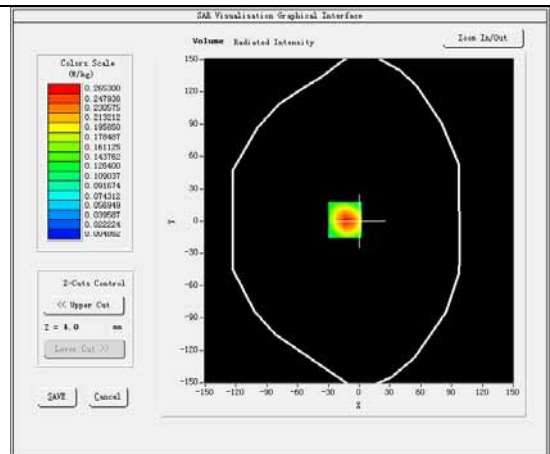 SAR Visualisation Graphical Interface
Volume Radiated Intensity
Zoom In/Out
Colors Scale
(W/kg)
0.265300
0.247938
0.230575
0.213212
0.195850
0.178487
0.161125
0.143762
0.126400
0.109037
0.091674
0.074312
0.056949
0.039587
0.022224
0.004862
Z-Cuts Control
<< Upper Cut
Z = 4.0 mm
Lower Cut >>
SAVE
Cancel
150
120
90
60
30
0
-30
-60
-90
-120
-150
Y
-150 -120 -90 -60 -30 0 30 60 90 120 150
X